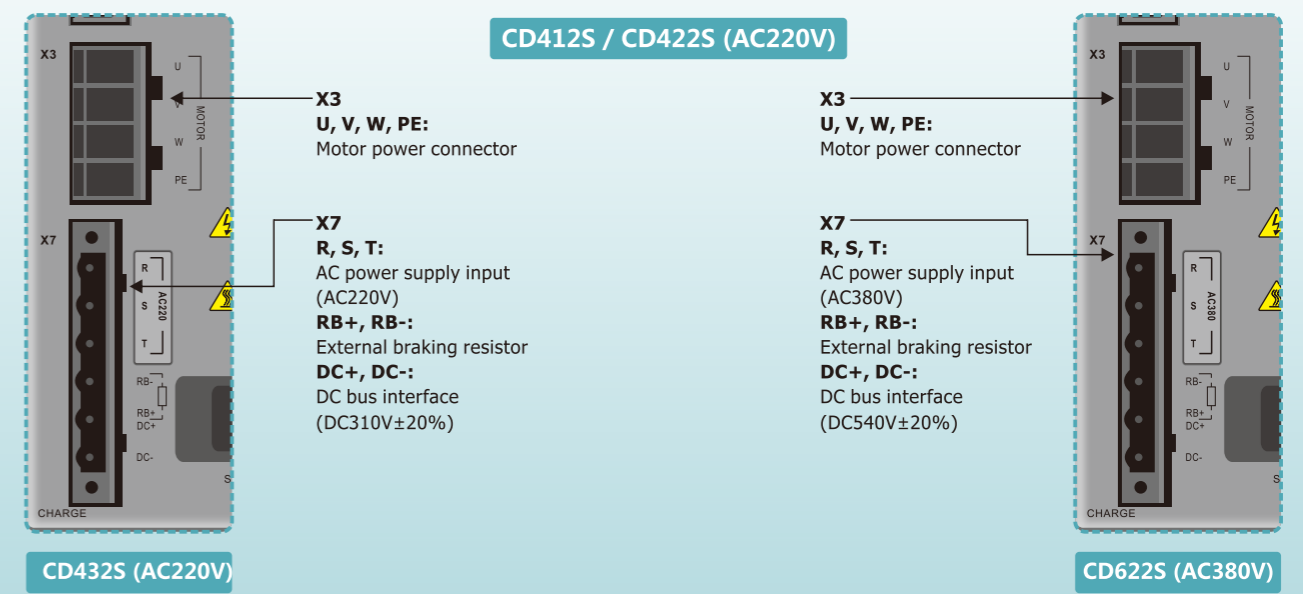 CD412S / CD422S (AC220V)
X3
U
V
W
PE
MOTOR
X3
U, V, W, PE:
Motor power connector
X7
R
S
T
AC220
RB-
RB+
DC+
DC-
S
CHARGE
X7
R, S, T:
AC power supply input
(AC220V)
RB+, RB-:
External braking resistor
DC+, DC-:
DC bus interface
(DC310V±20%)
CD432S (AC220V)
X3
U, V, W, PE:
Motor power connector
X3
U
V
W
PE
MOTOR
X7
R, S, T:
AC power supply input
(AC380V)
RB+, RB-:
External braking resistor
DC+, DC-:
DC bus interface
(DC540V±20%)
X7
R
S
T
AC380
RB-
RB+
DC+
DC-
S
CHARGE
CD622S (AC380V)